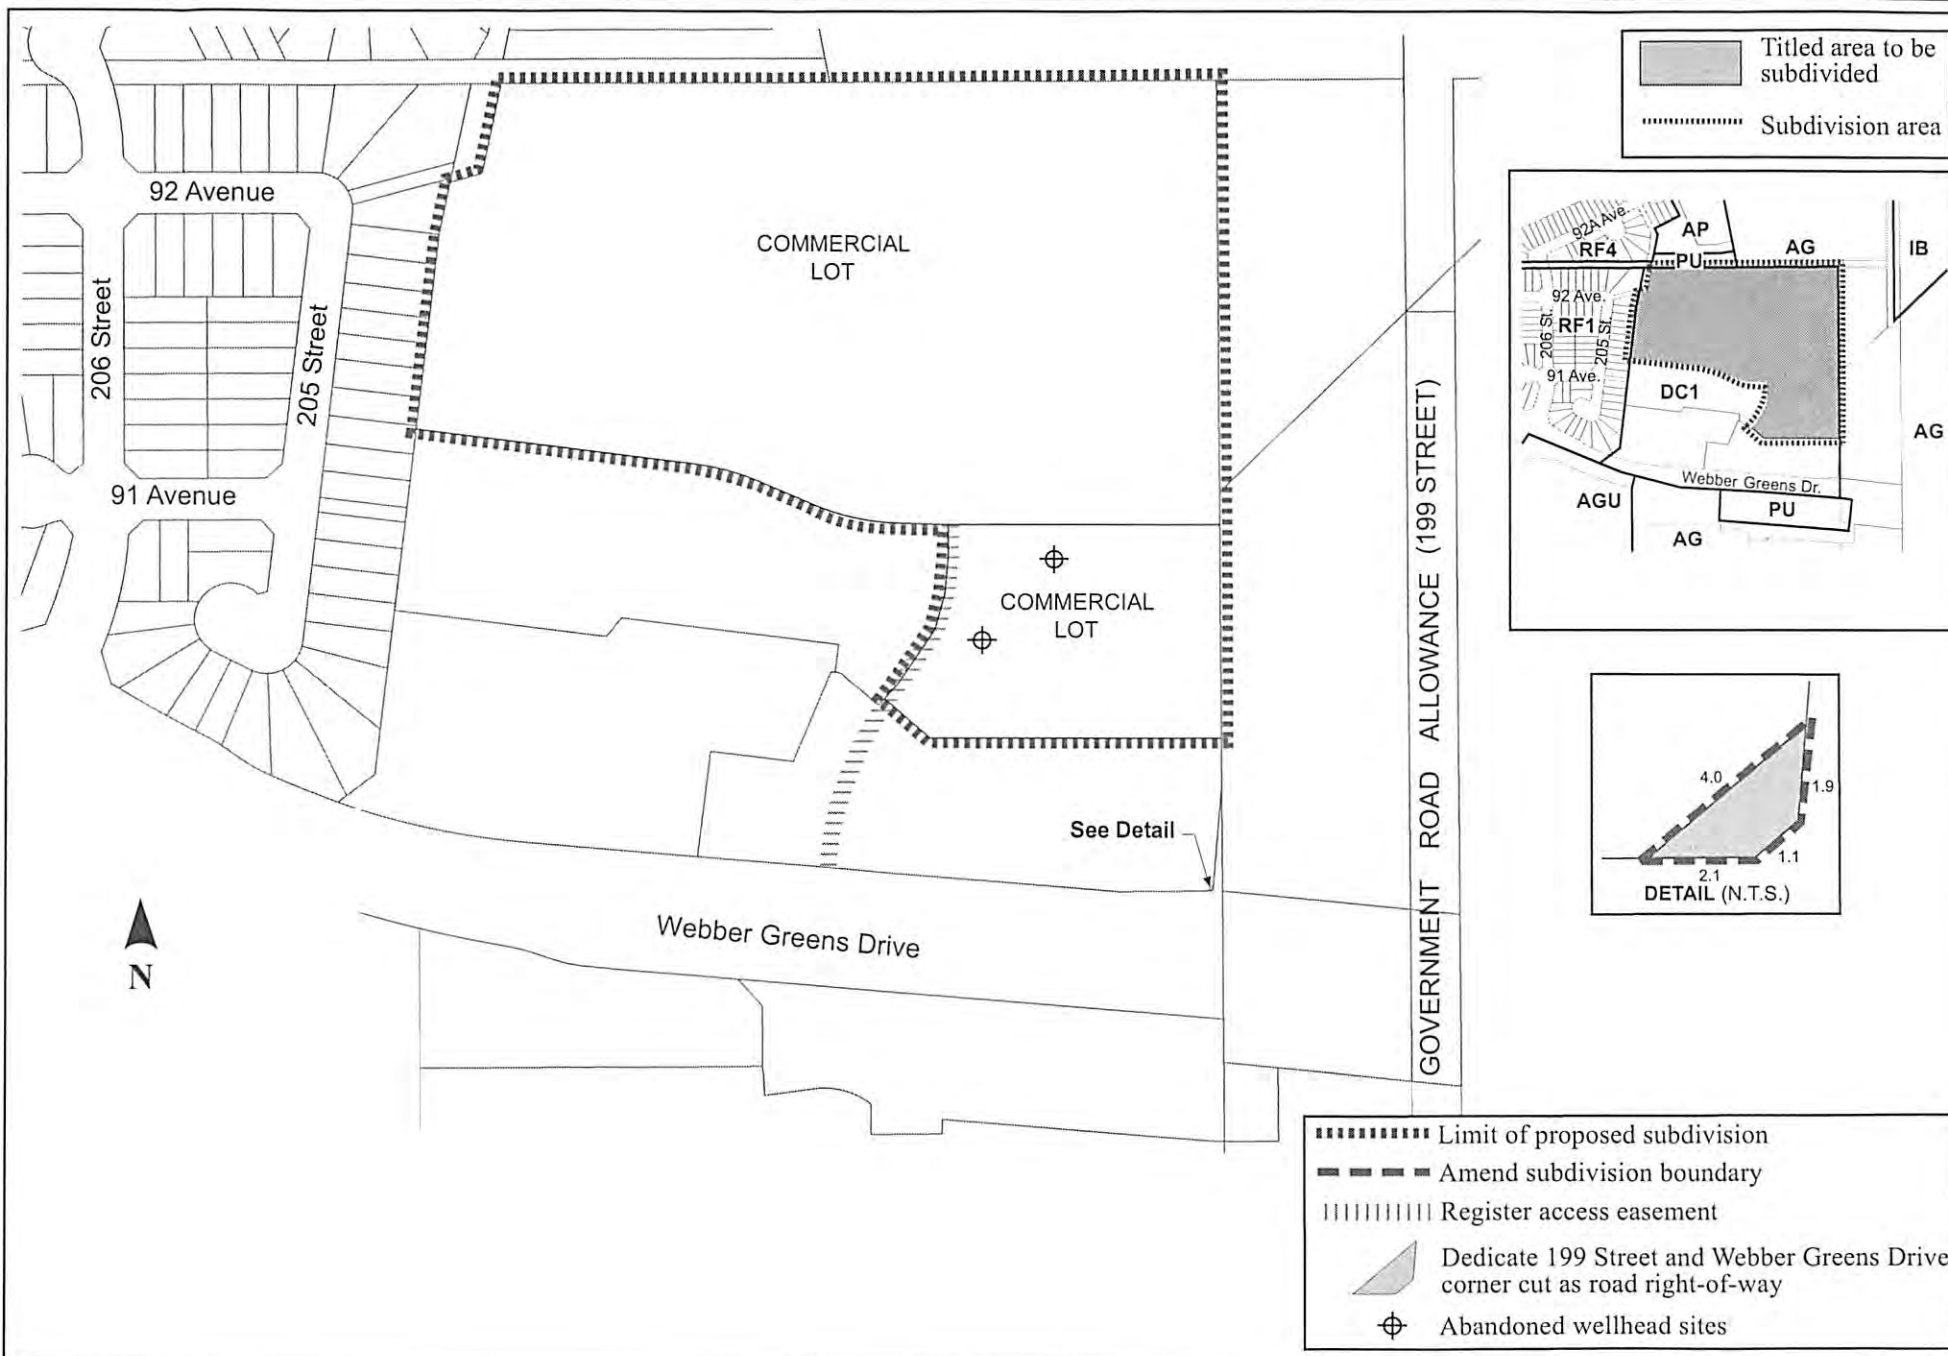 92 Avenue
206 Street
205 Street
91 Avenue
COMMERCIAL
LOT
COMMERCIAL
LOT
See Detail
Webber Greens Drive
N
GOVERNMENT ROAD ALLOWANCE (199 STREET)
Titled area to be
subdivided
Subdivision area
92A Ave.
RF4
AP
PU
AG
IB
92 Ave.
206 St.
RF1
205 St.
91 Ave.
DC1
AG
Webber Greens Dr.
AGU
PU
AG
4.0
1.9
1.1
2.1
DETAIL (N.T.S.)
Limit of proposed subdivision
Amend subdivision boundary
Register access easement
Dedicate 199 Street and Webber Greens Drive
corner cut as road right-of-way
Abandoned wellhead sites